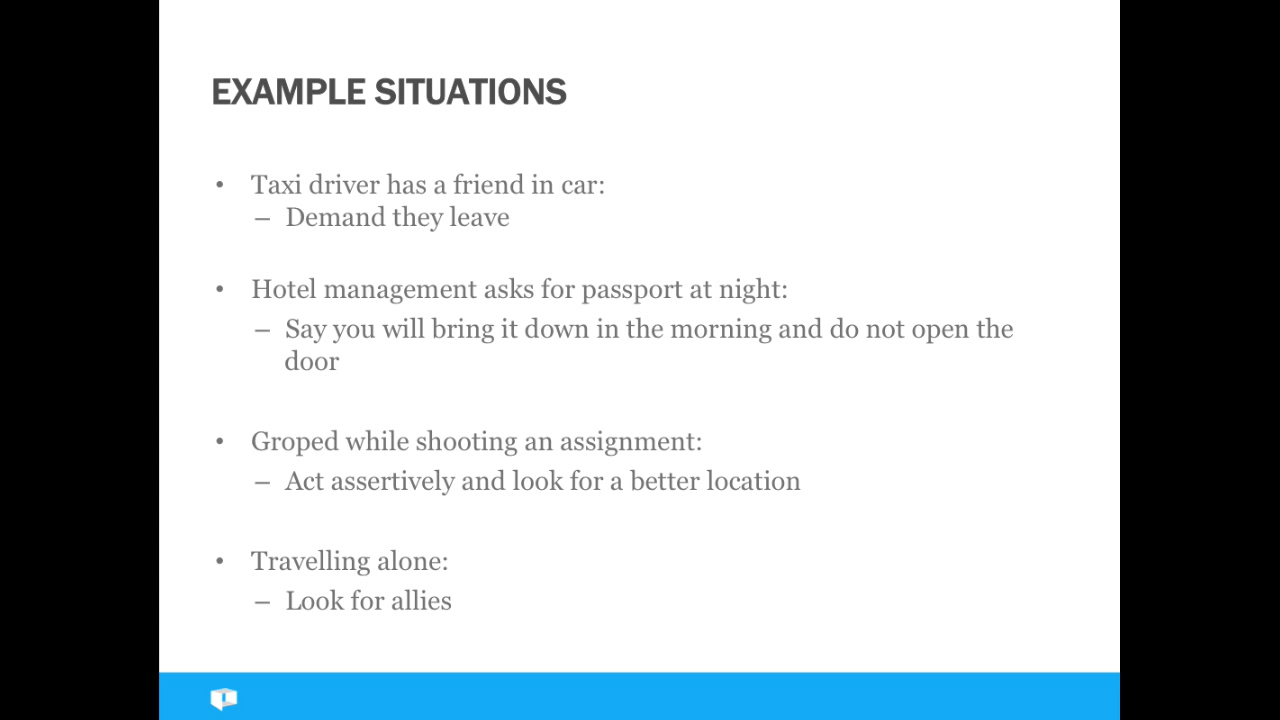 EXAMPLE SITUATIONS
• Taxi driver has a friend in car:
– Demand they leave
• Hotel management asks for passport at night:
– Say you will bring it down in the morning and do not open the
door
• Groped while shooting an assignment:
– Act assertively and look for a better location
• Travelling alone:
– Look for allies